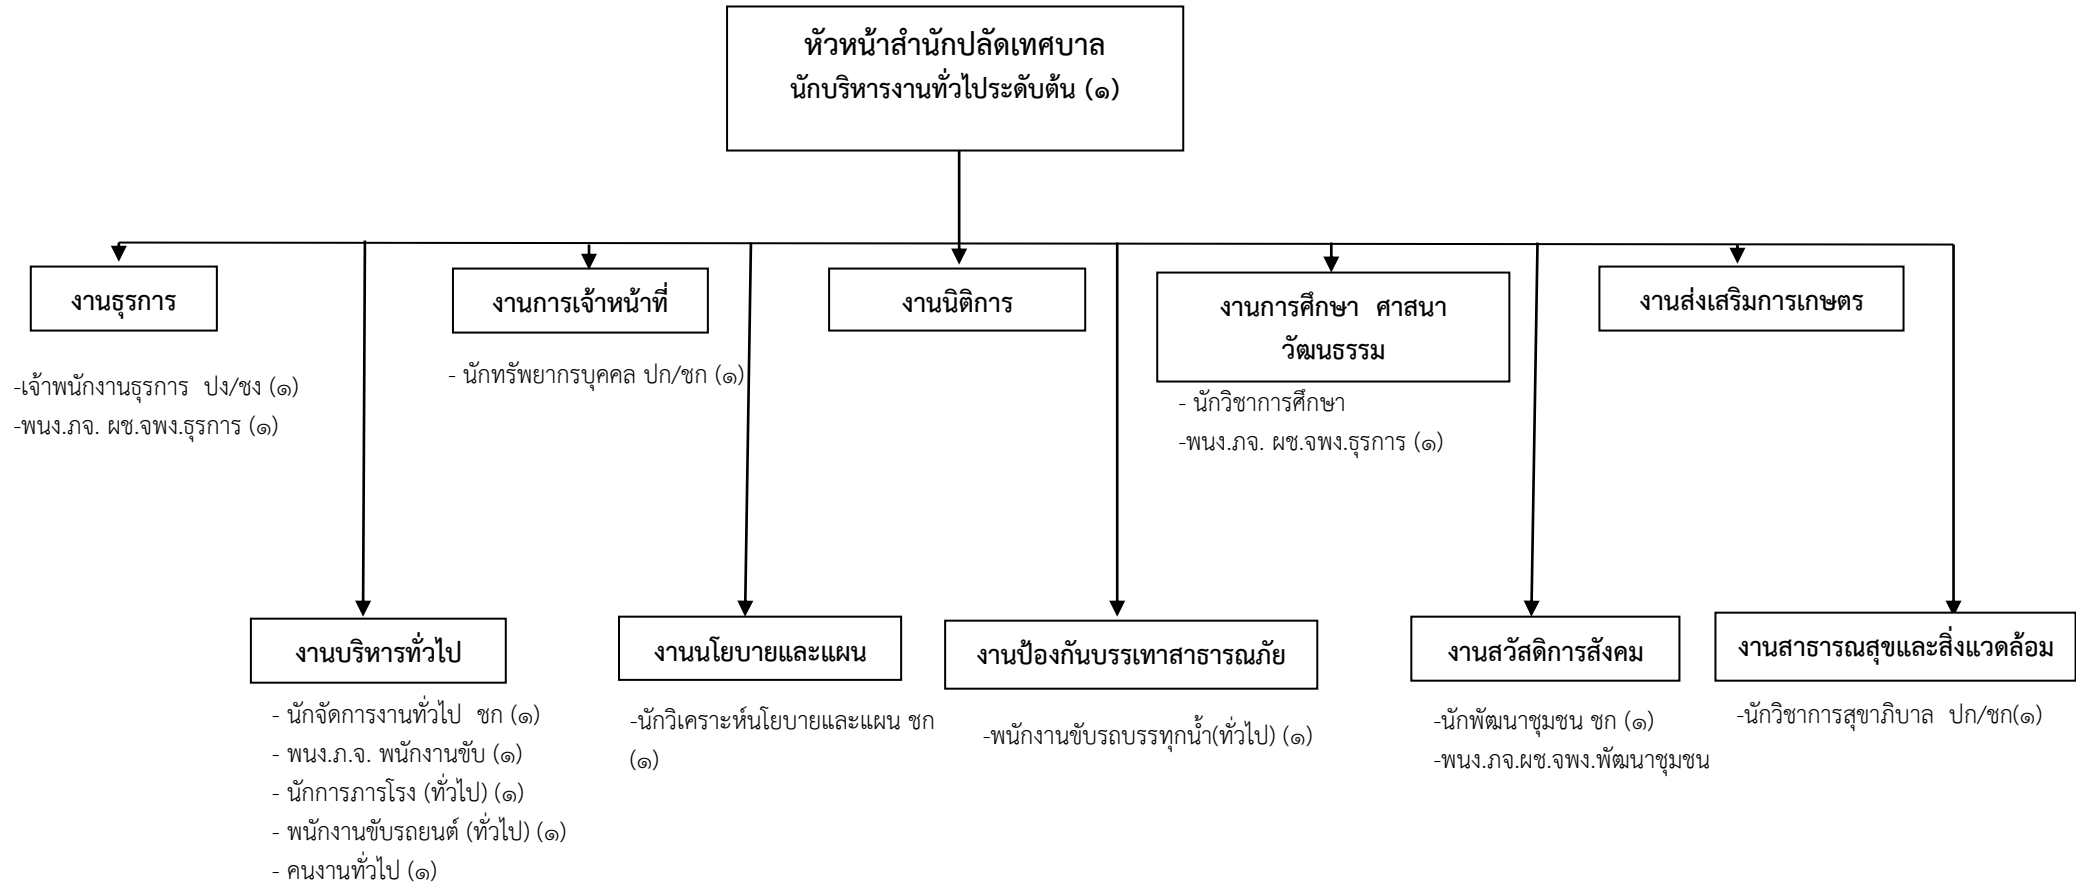 หัวหน้าสำนักปลัดเทศบาล
นักบริหารงานทั่วไประดับต้น (๑)
งานธุรการ
-เจ้าพนักงานธุรการ ปง/ชง (๑)
-พนง.ภจ. ผช.จพง.ธุรการ (๑)
งานการเจ้าหน้าที่
- นักทรัพยากรบุคคล ปก/ชก (๑)
งานนิติการ
งานการศึกษา ศาสนา
วัฒนธรรม
- นักวิชาการศึกษา
-พนง.ภจ. ผช.จพง.ธุรการ (๑)
งานส่งเสริมการเกษตร
งานบริหารทั่วไป
- นักจัดการงานทั่วไป ชก (๑)
- พนง.ภ.จ. พนักงานขับ (๑)
- นักการภารโรง (ทั่วไป) (๑)
- พนักงานขับรถยนต์ (ทั่วไป) (๑)
- คนงานทั่วไป (๑)
งานนโยบายและแผน
-นักวิเคราะห์นโยบายและแผน ชก
(๑)
งานป้องกันบรรเทาสาธารณภัย
-พนักงานขับรถบรรทุกน้ำ(ทั่วไป) (๑)
งานสวัสดิการสังคม
-นักพัฒนาชุมชน ชก (๑)
-พนง.ภจ.ผช.จพง.พัฒนาชุมชน
งานสาธารณสุขและสิ่งแวดล้อม
-นักวิชาการสุขาภิบาล ปก/ชก(๑)